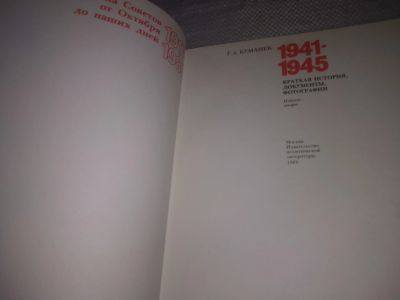 на Советов
от Октября
до наших дней
Г.А. КУМАНЕВ
1941-
1945
КРАТКАЯ ИСТОРИЯ,
ДОКУМЕНТЫ,
ФОТОГРАФИИ
Издание
второе
Москва
Издательство
политической
литературы